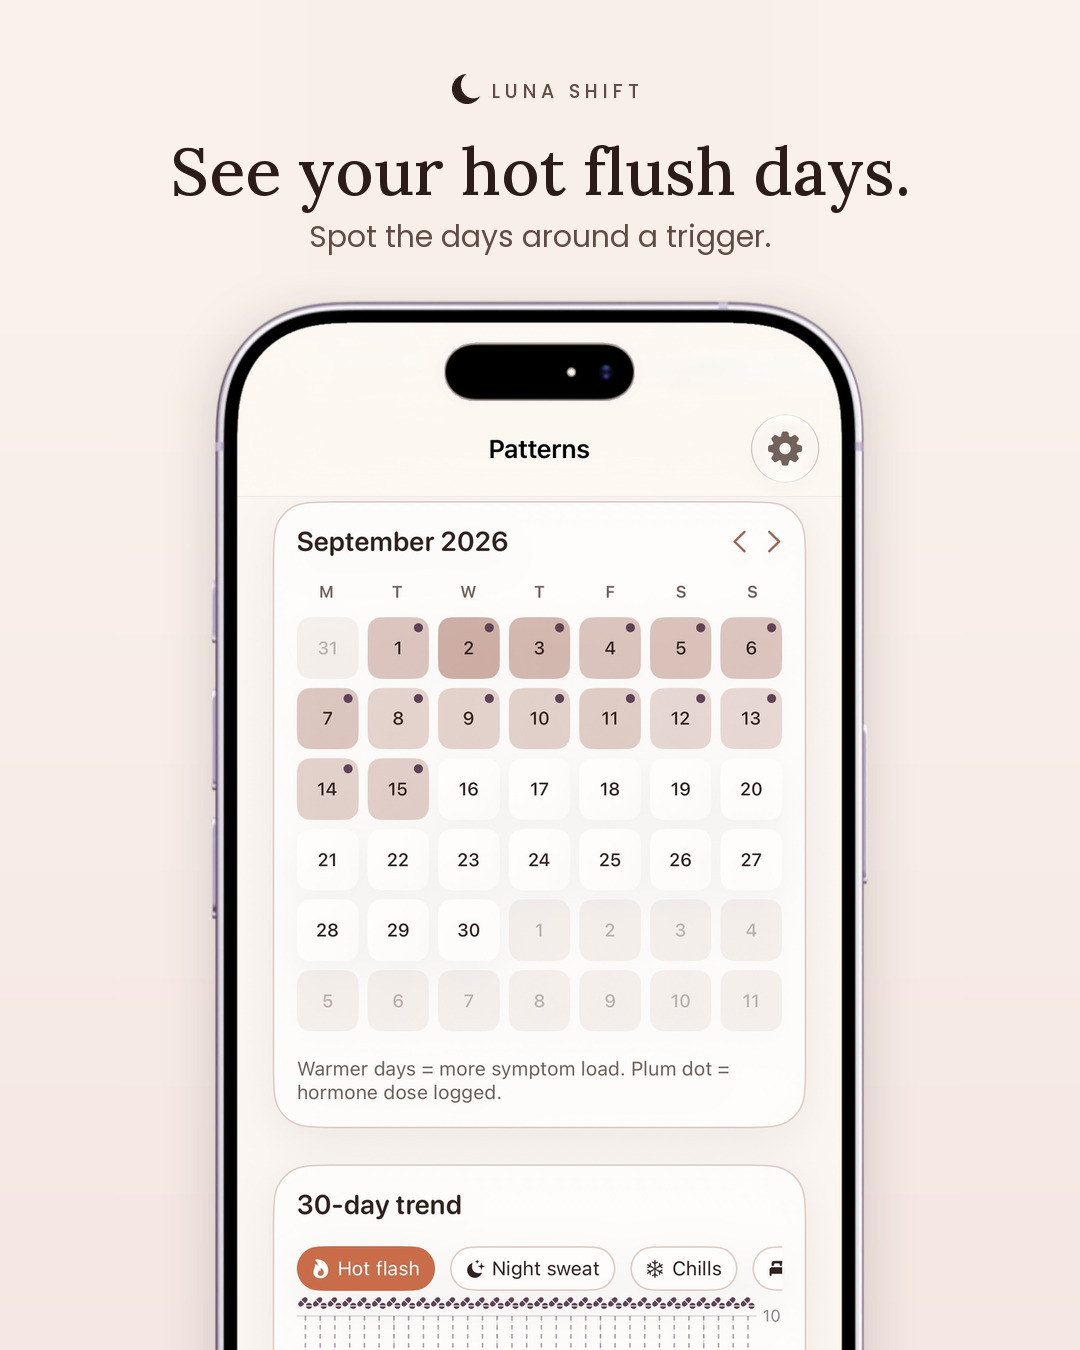 LUNA SHIFT
See your hot flush days.
Spot the days around a trigger.
Patterns
September 2026
M T W T F S S
31 1 2 3 4 5 6
7 8 9 10 11 12 13
14 15 16 17 18 19 20
21 22 23 24 25 26 27
28 29 30 1 2 3 4
5 6 7 8 9 10 11
Warmer days = more symptom load. Plum dot =
hormone dose logged.
30-day trend
Hot flash Night sweat Chills
10